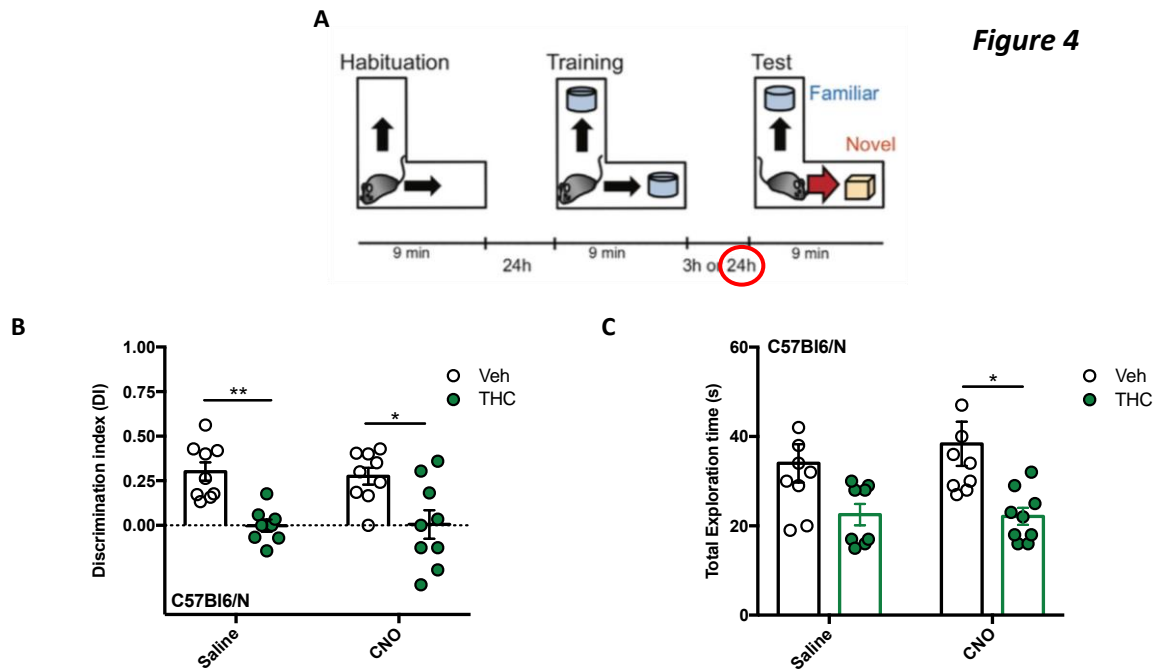 A
Figure 4
Habituation
Training
Test
Familiar
Novel
9 min
24h
9 min
3h or 24h
9 min
B
Discrimination index (DI)
1.00
0.75
0.50
0.25
0.00
**
*
Veh
THC
C57Bl6/N
Saline
CNO
C
Total Exploration time (s)
C57Bl6/N
60
40
20
0
*
Veh
THC
Saline
CNO